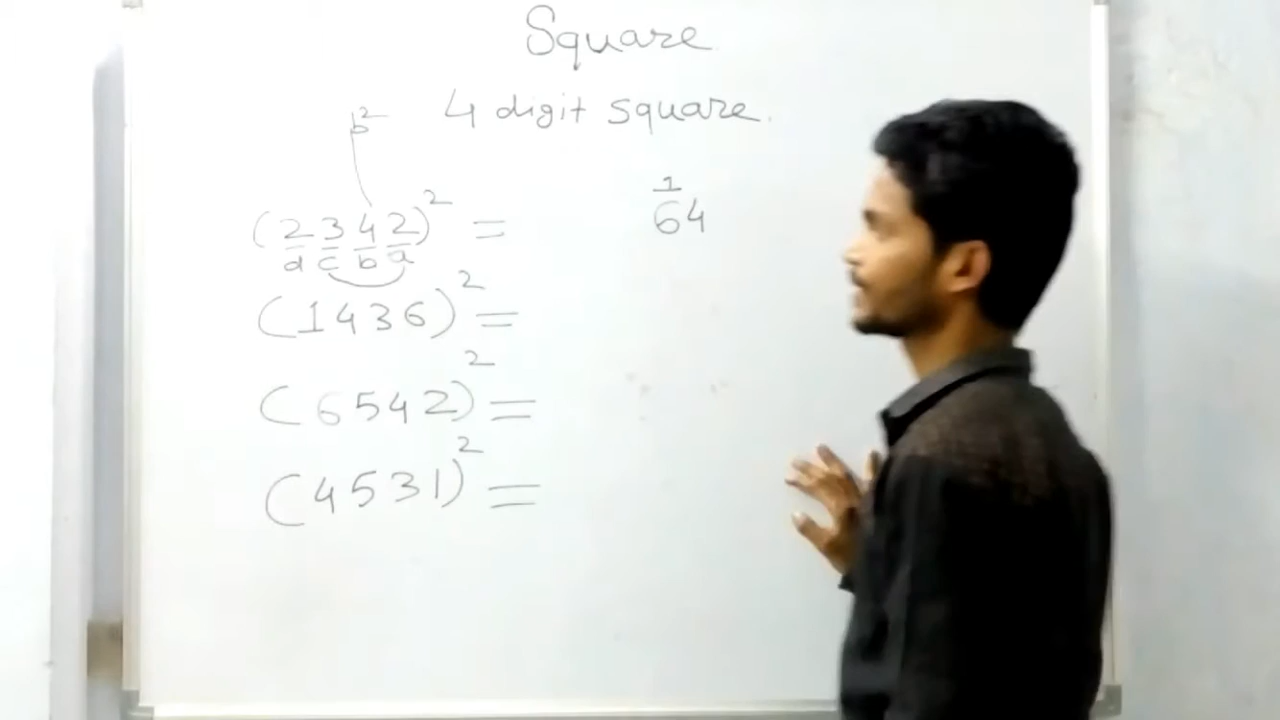 Square
4 digit square.
b²
(2342)² =
d c b a
1
64
(1436)² =
(6542)² =
(4531)² =